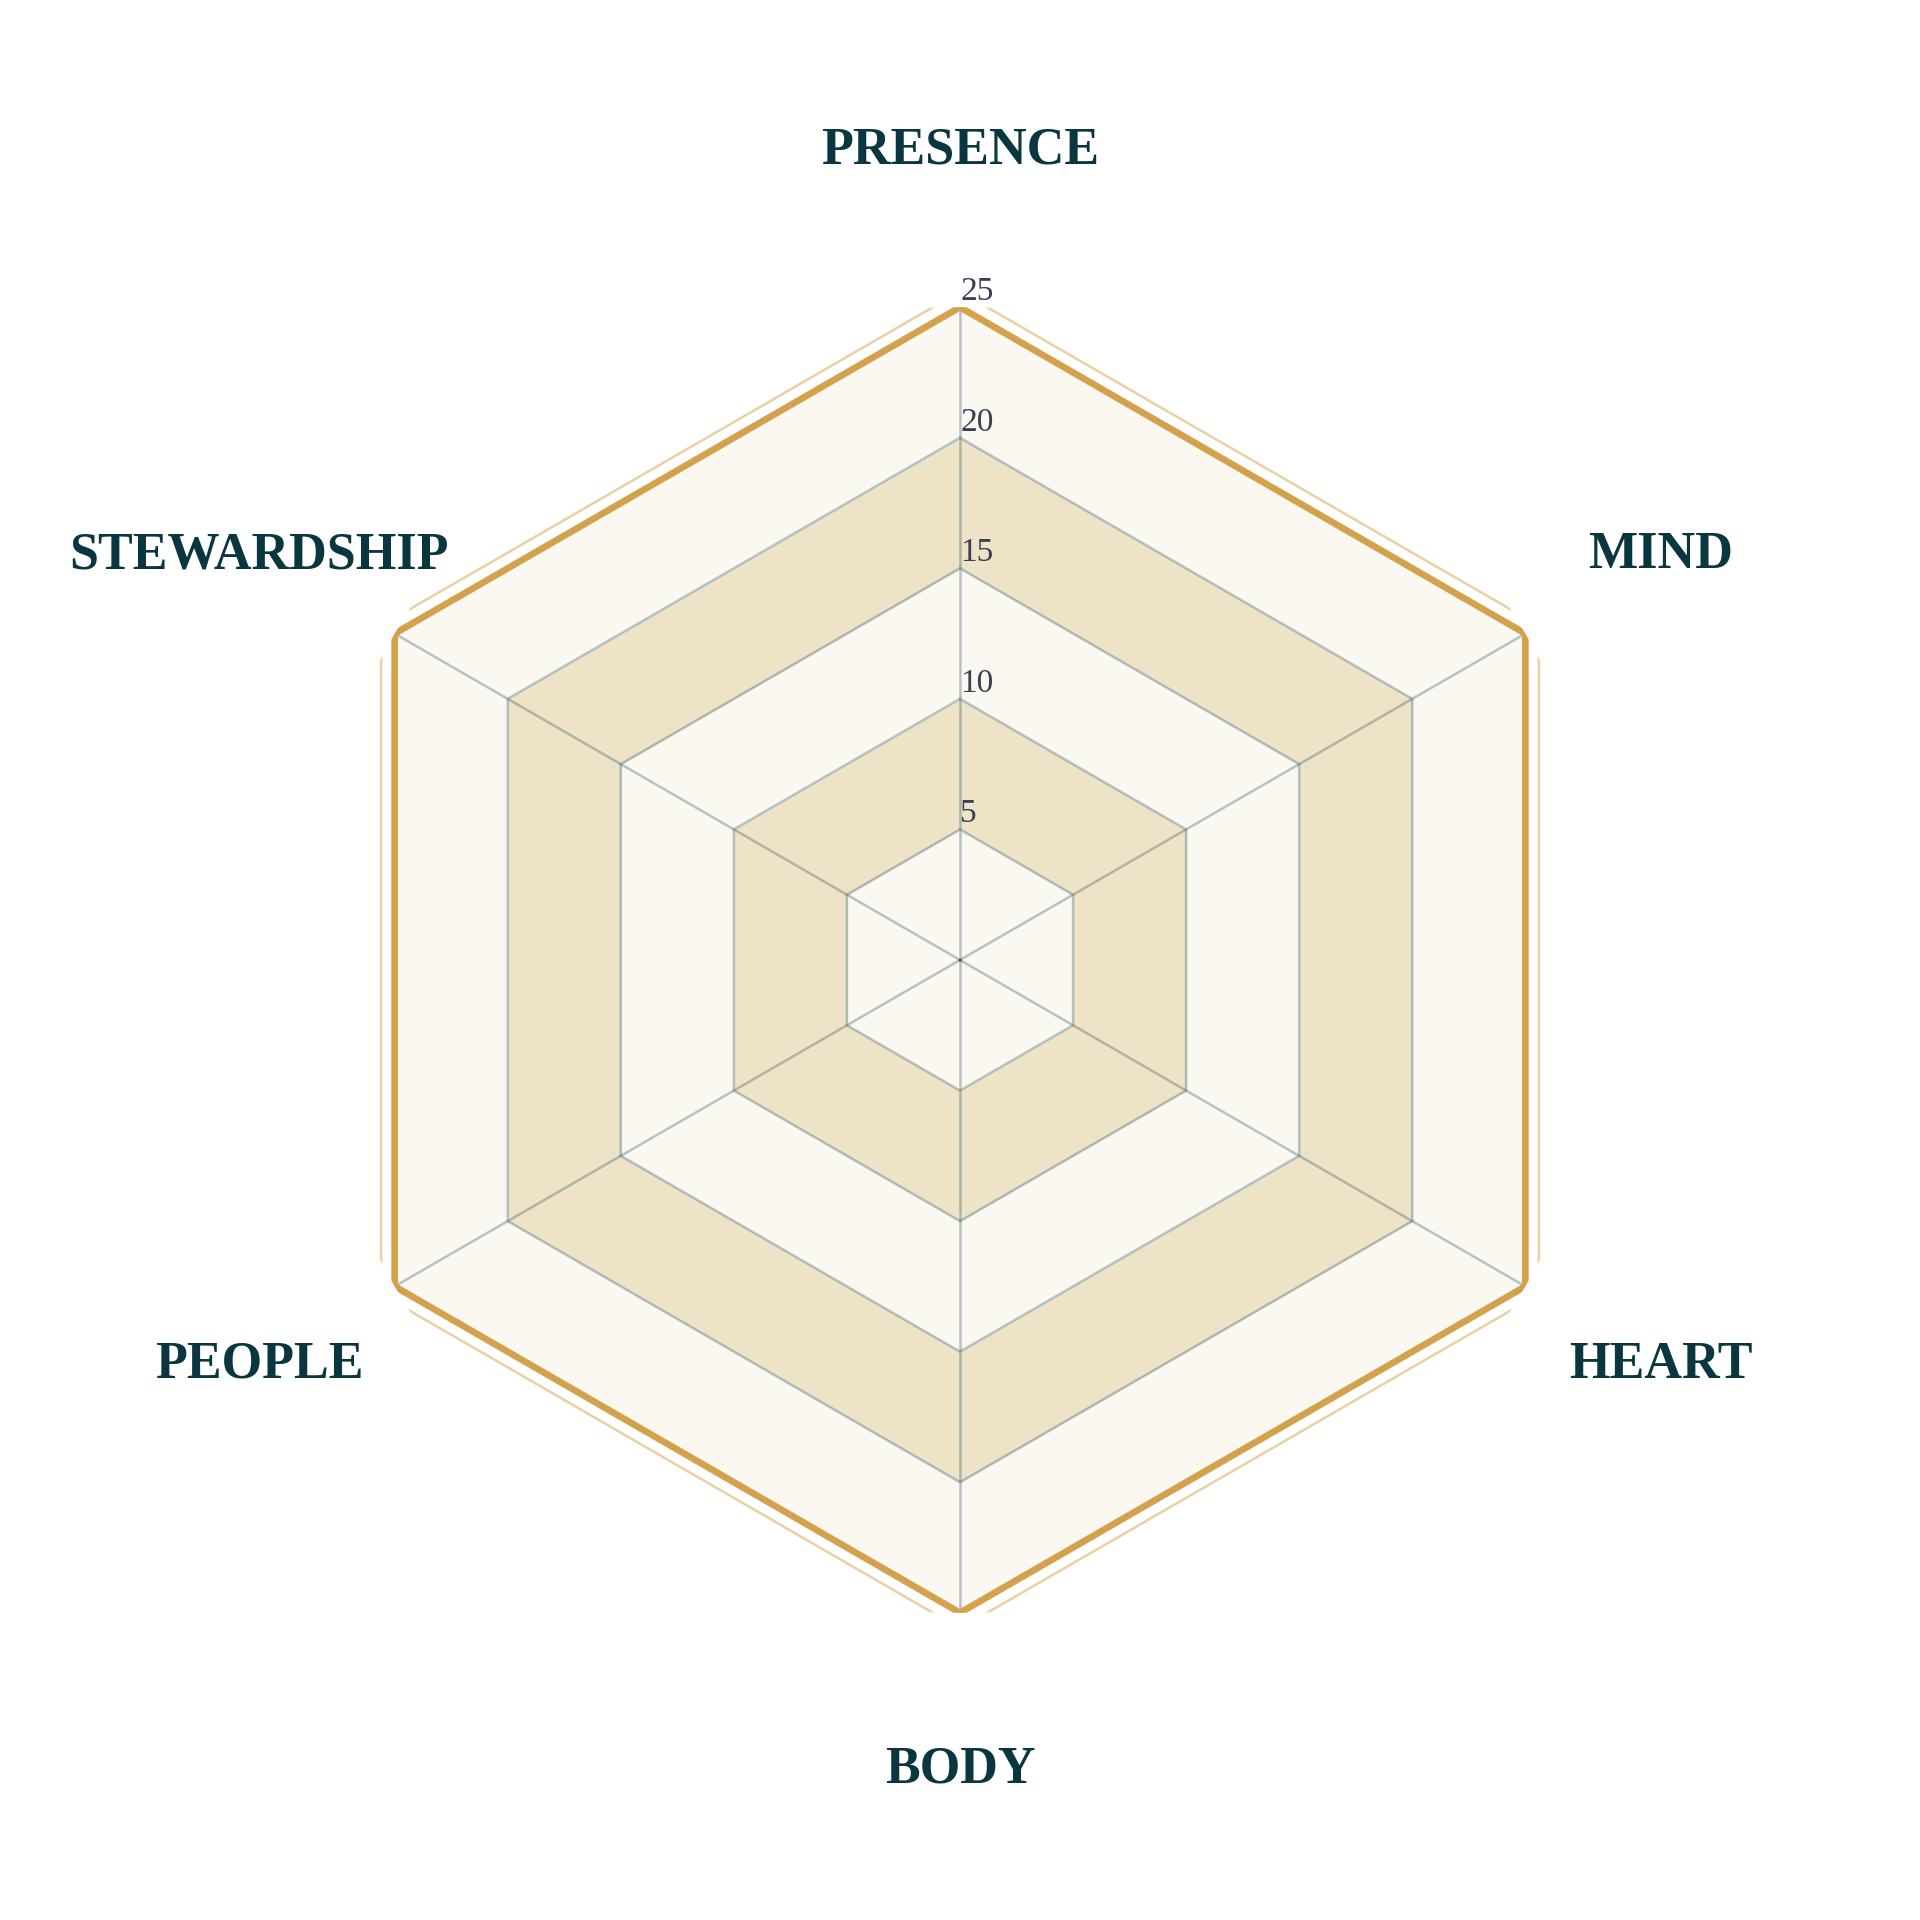 PRESENCE
25
20
15
STEWARDSHIP
MIND
10
5
PEOPLE
HEART
BODY